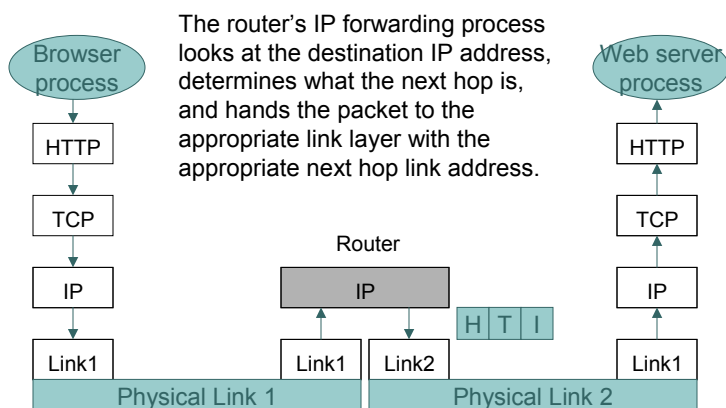 The router's IP forwarding process
looks at the destination IP address,
determines what the next hop is,
and hands the packet to the
appropriate link layer with the
appropriate next hop link address.
Browser
process
HTTP
TCP
IP
Link1
Router
IP
Link1
Link2
H T I
Web server
process
HTTP
TCP
IP
Link1
Physical Link 1
Physical Link 2